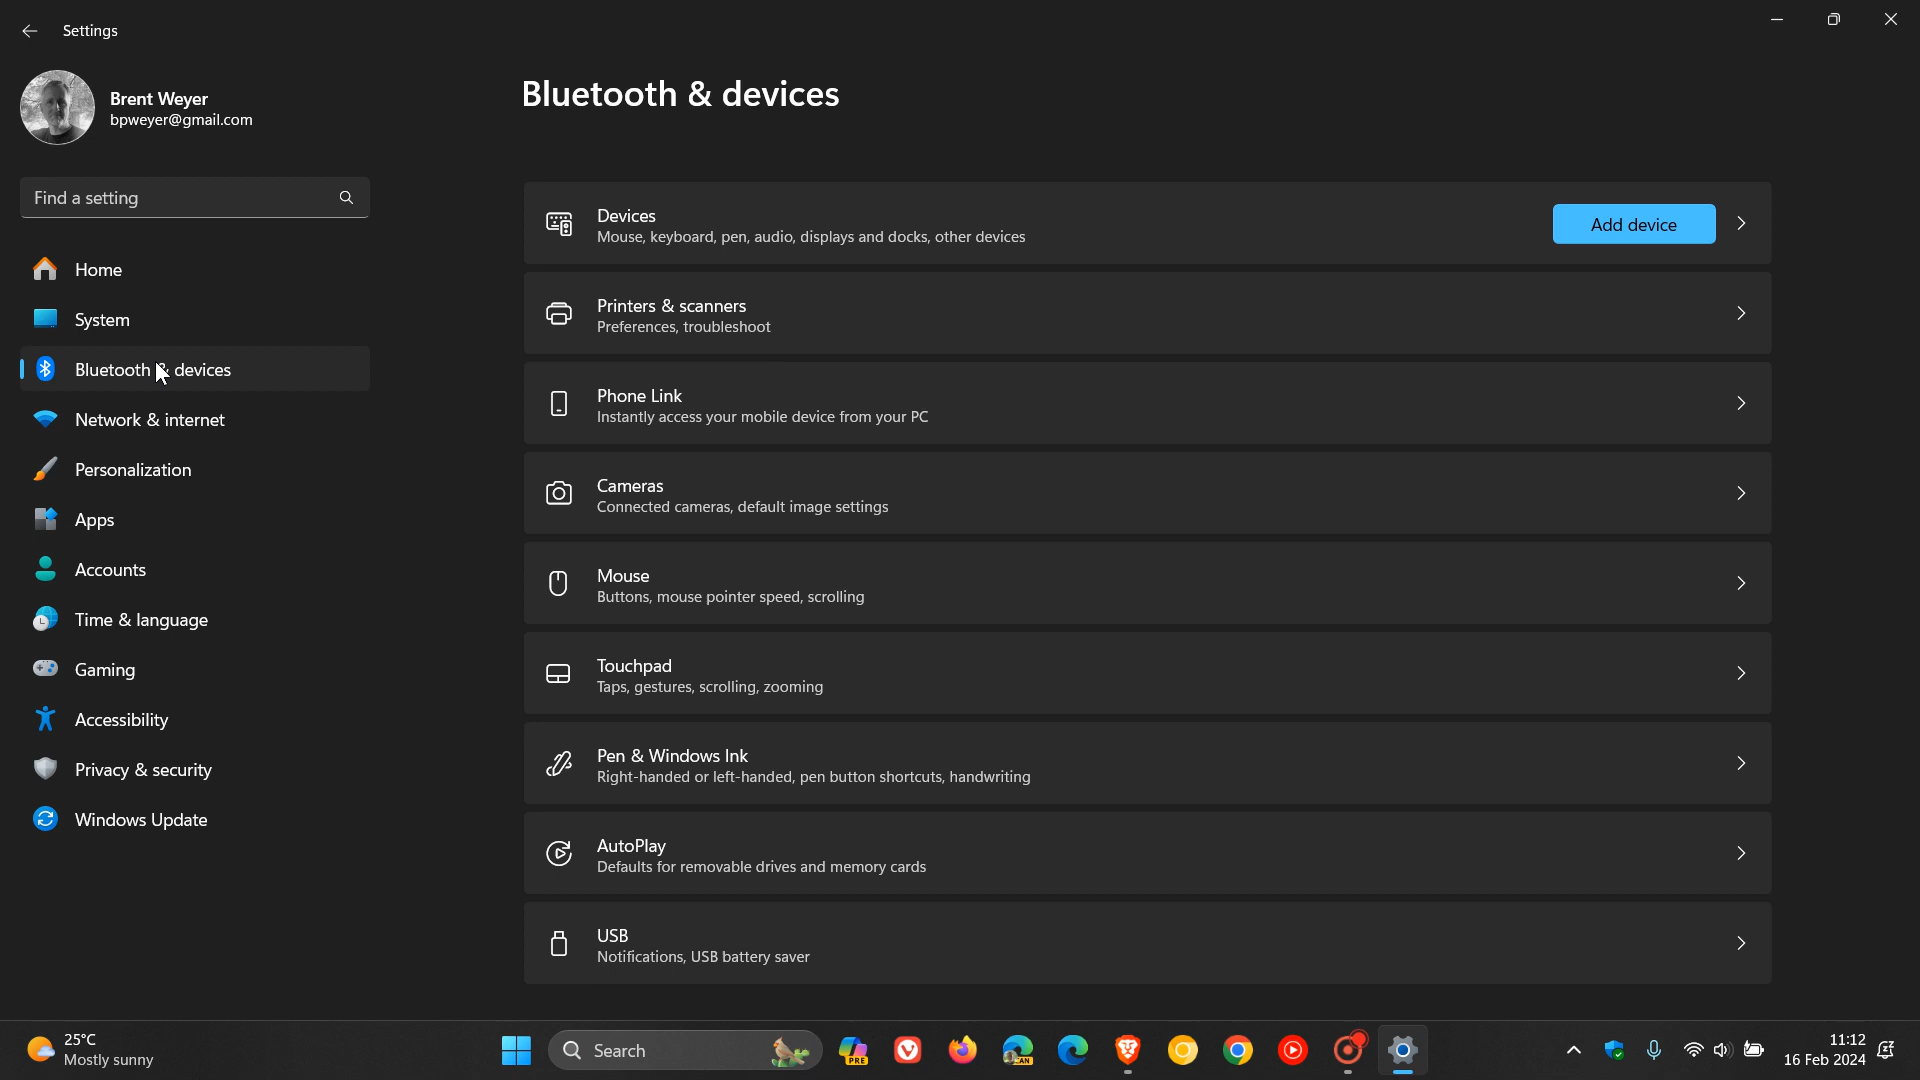 Settings
Brent Weyer
bpweyer@gmail.com
Find a setting
Home
System
Bluetooth & devices
Network & internet
Personalization
Apps
Accounts
Time & language
Gaming
Accessibility
Privacy & security
Windows Update
Bluetooth & devices
Devices
Mouse, keyboard, pen, audio, displays and docks, other devices
Add device
Printers & scanners
Preferences, troubleshoot
Phone Link
Instantly access your mobile device from your PC
Cameras
Connected cameras, default image settings
Mouse
Buttons, mouse pointer speed, scrolling
Touchpad
Taps, gestures, scrolling, zooming
Pen & Windows Ink
Right-handed or left-handed, pen button shortcuts, handwriting
AutoPlay
Defaults for removable drives and memory cards
USB
Notifications, USB battery saver
25°C
Mostly sunny
Search
PRE
CAN
11:12
16 Feb 2024